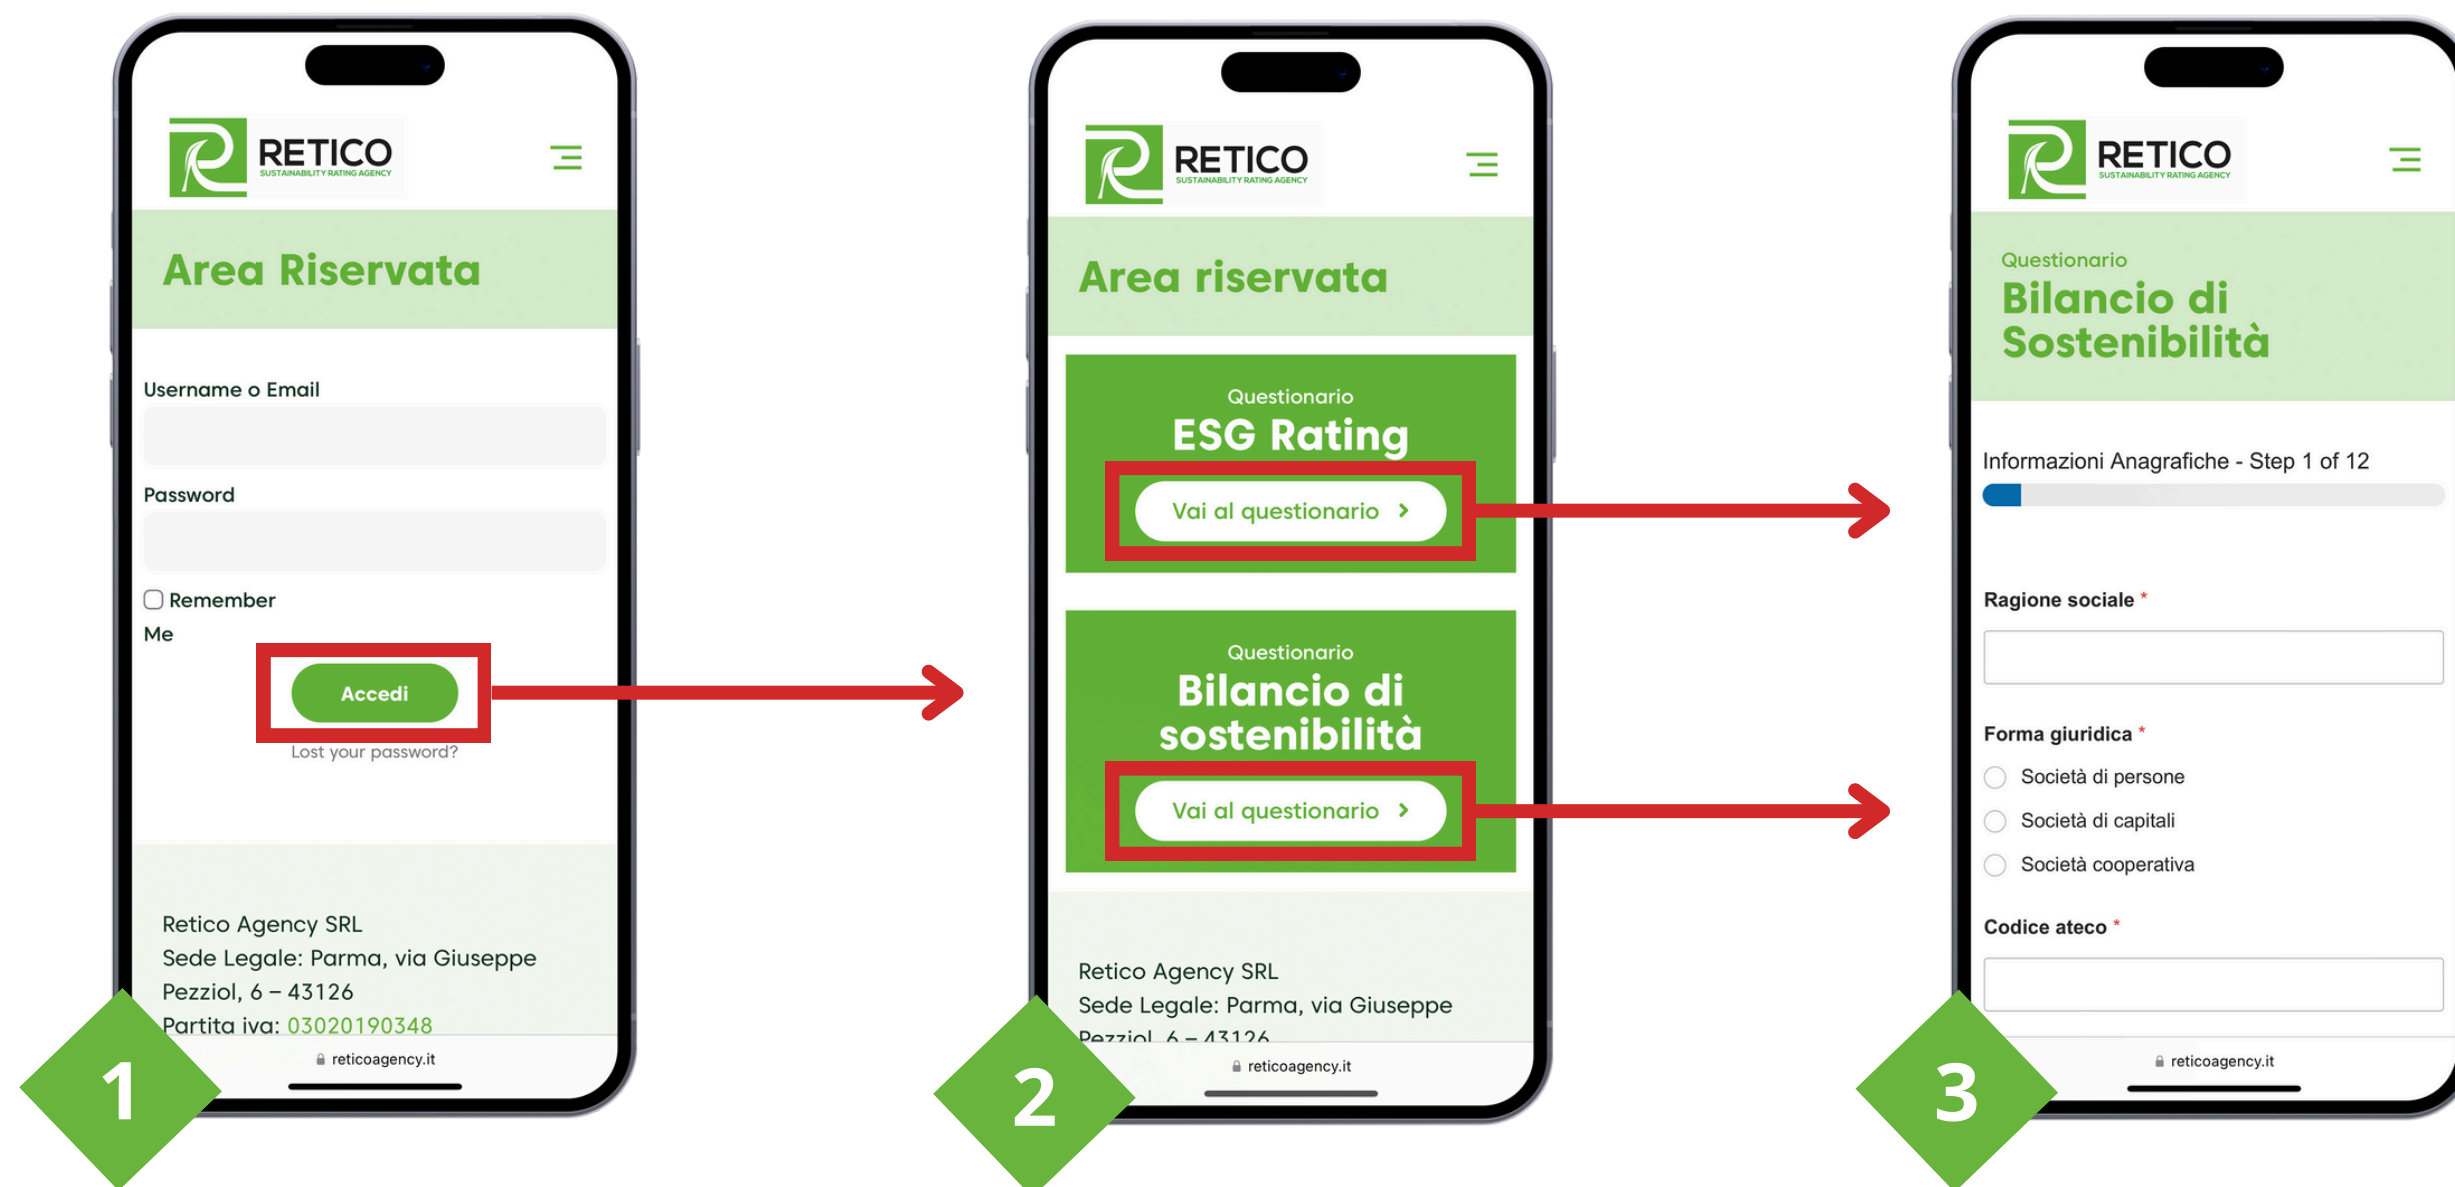 RETICO
SUSTAINABILITY RATING AGENCY
Area Riservata
Username o Email
Password
Remember
Me
Accedi
Lost your password?
Retico Agency SRL
Sede Legale: Parma, via Giuseppe
Pezziol, 6 – 43126
Partita iva: 03020190348
reticoagency.it
1
RETICO
SUSTAINABILITY RATING AGENCY
Area riservata
Questionario
ESG Rating
Vai al questionario
Questionario
Bilancio di
sostenibilità
Vai al questionario
Retico Agency SRL
Sede Legale: Parma, via Giuseppe
Pezziol, 6 – 43126
reticoagency.it
2
RETICO
SUSTAINABILITY RATING AGENCY
Questionario
Bilancio di
Sostenibilità
Informazioni Anagrafiche - Step 1 of 12
Ragione sociale *
Forma giuridica *
Società di persone
Società di capitali
Società cooperativa
Codice ateco *
reticoagency.it
3